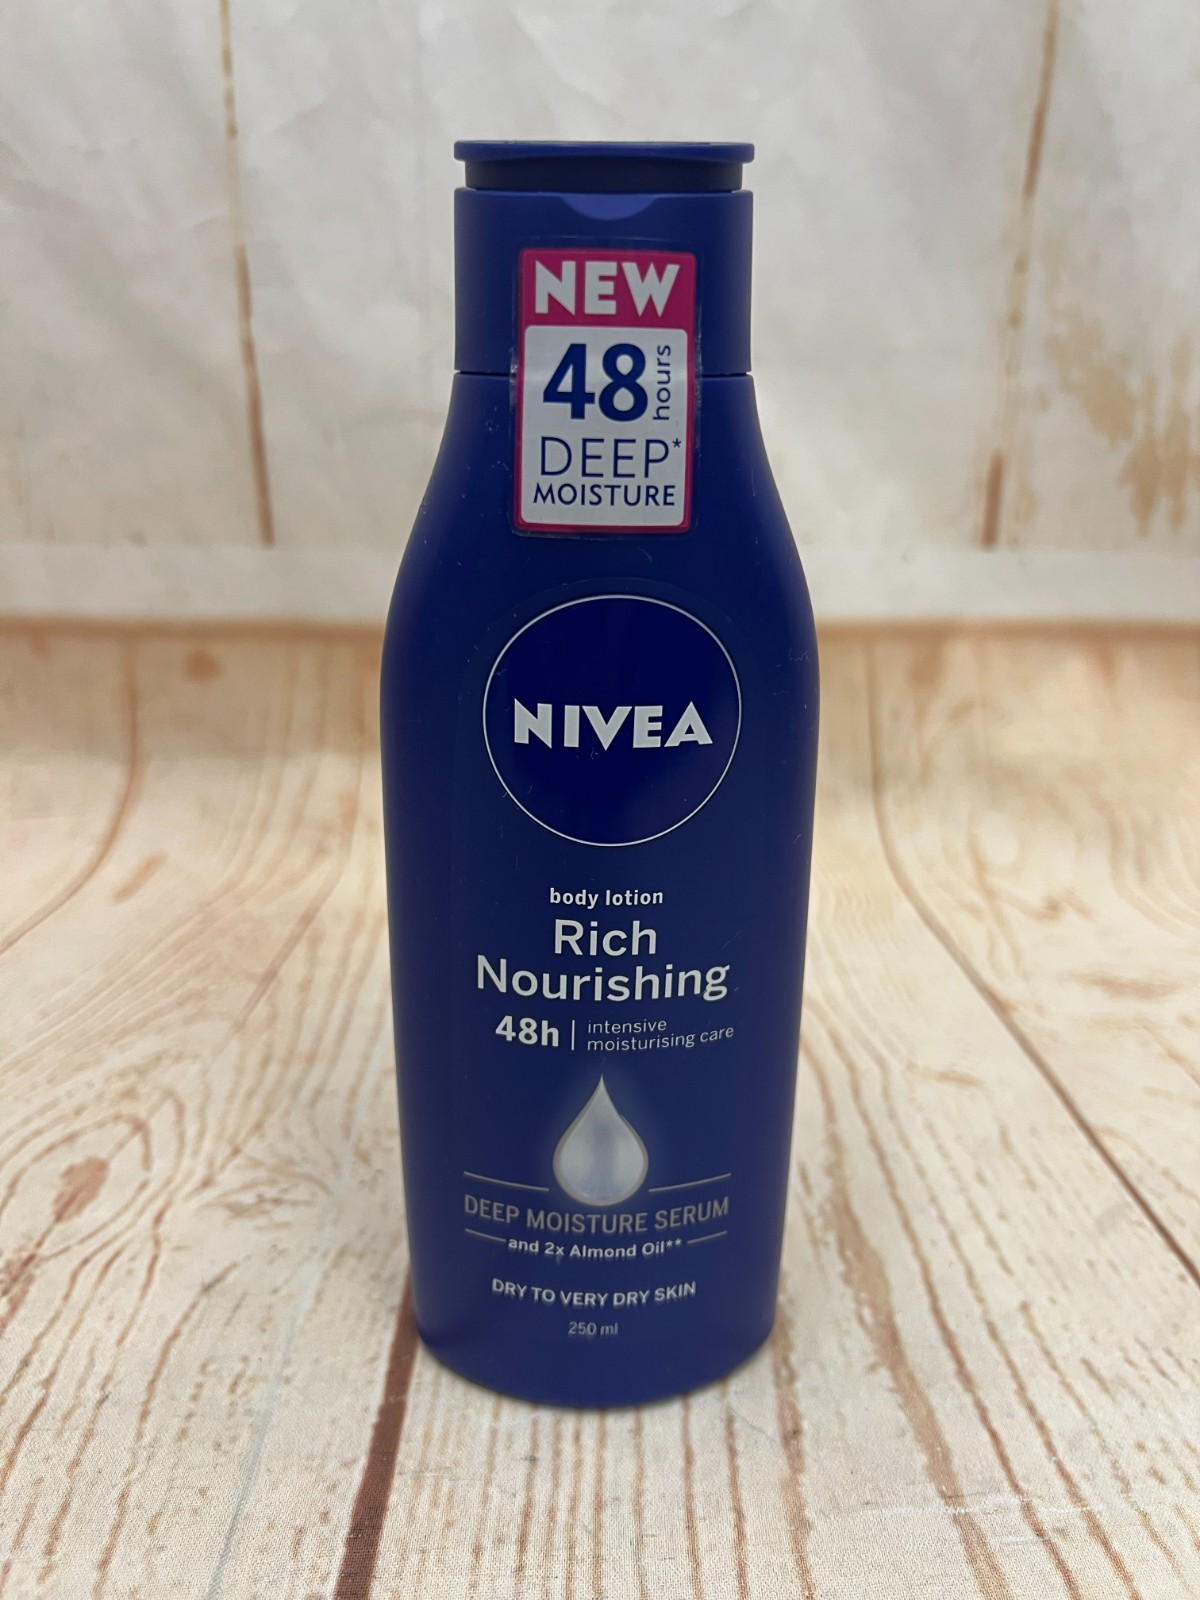 NEW
48 hours
DEEP*
MOISTURE
NIVEA
body lotion
Rich
Nourishing
48h | intensive
moisturising care
DEEP MOISTURE SERUM
and 2x Almond Oil**
DRY TO VERY DRY SKIN
250 ml